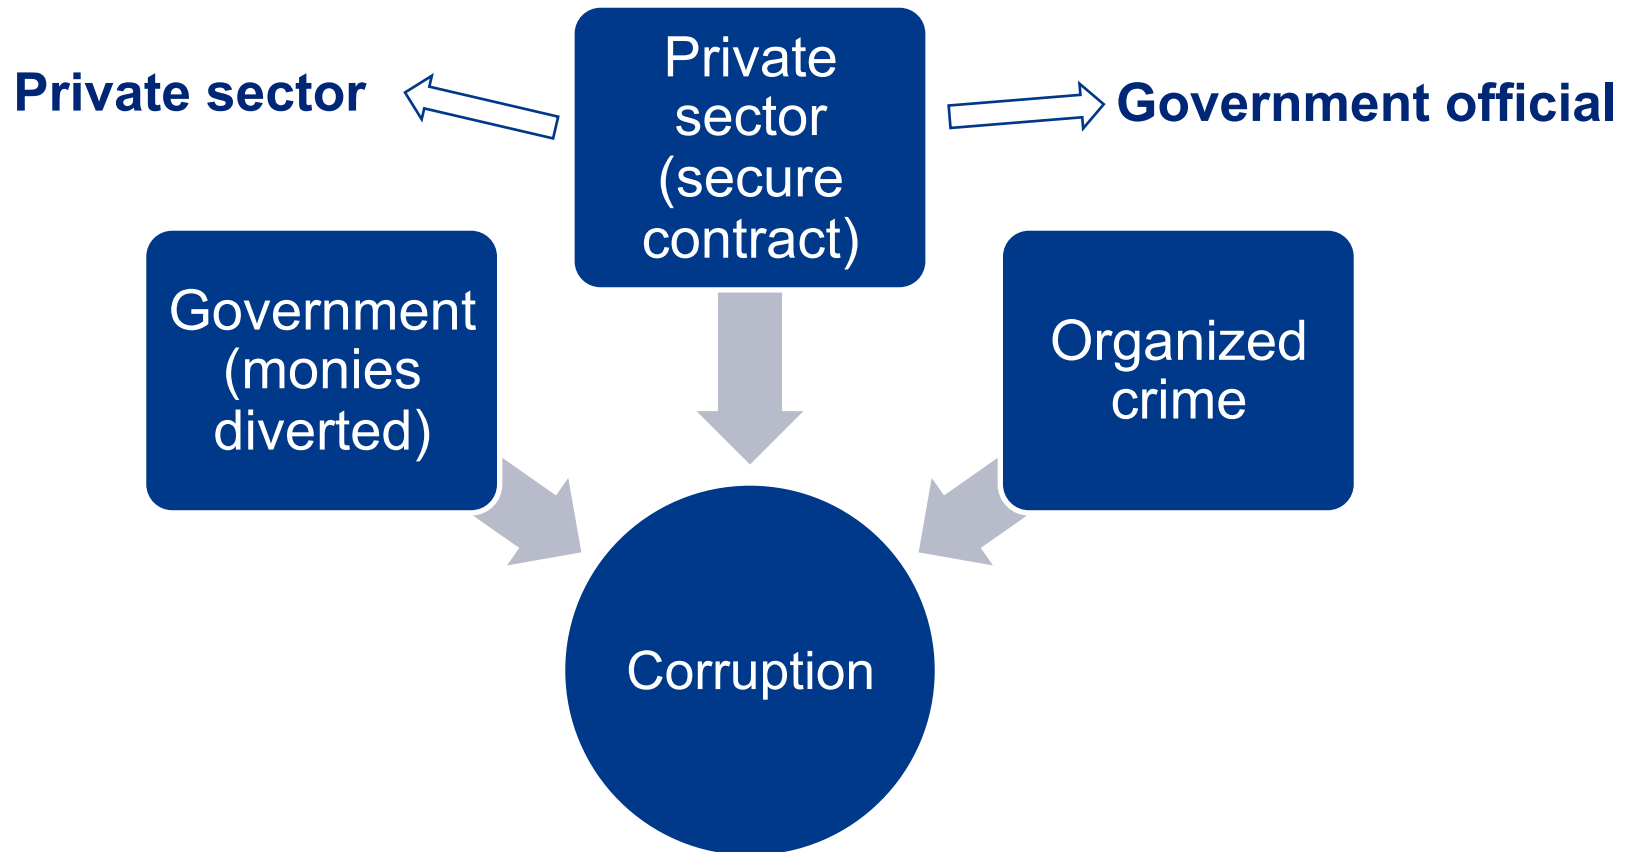 Private sector
Private
sector
(secure
contract)
Government official
Government
(monies
diverted)
Organized
crime
Corruption